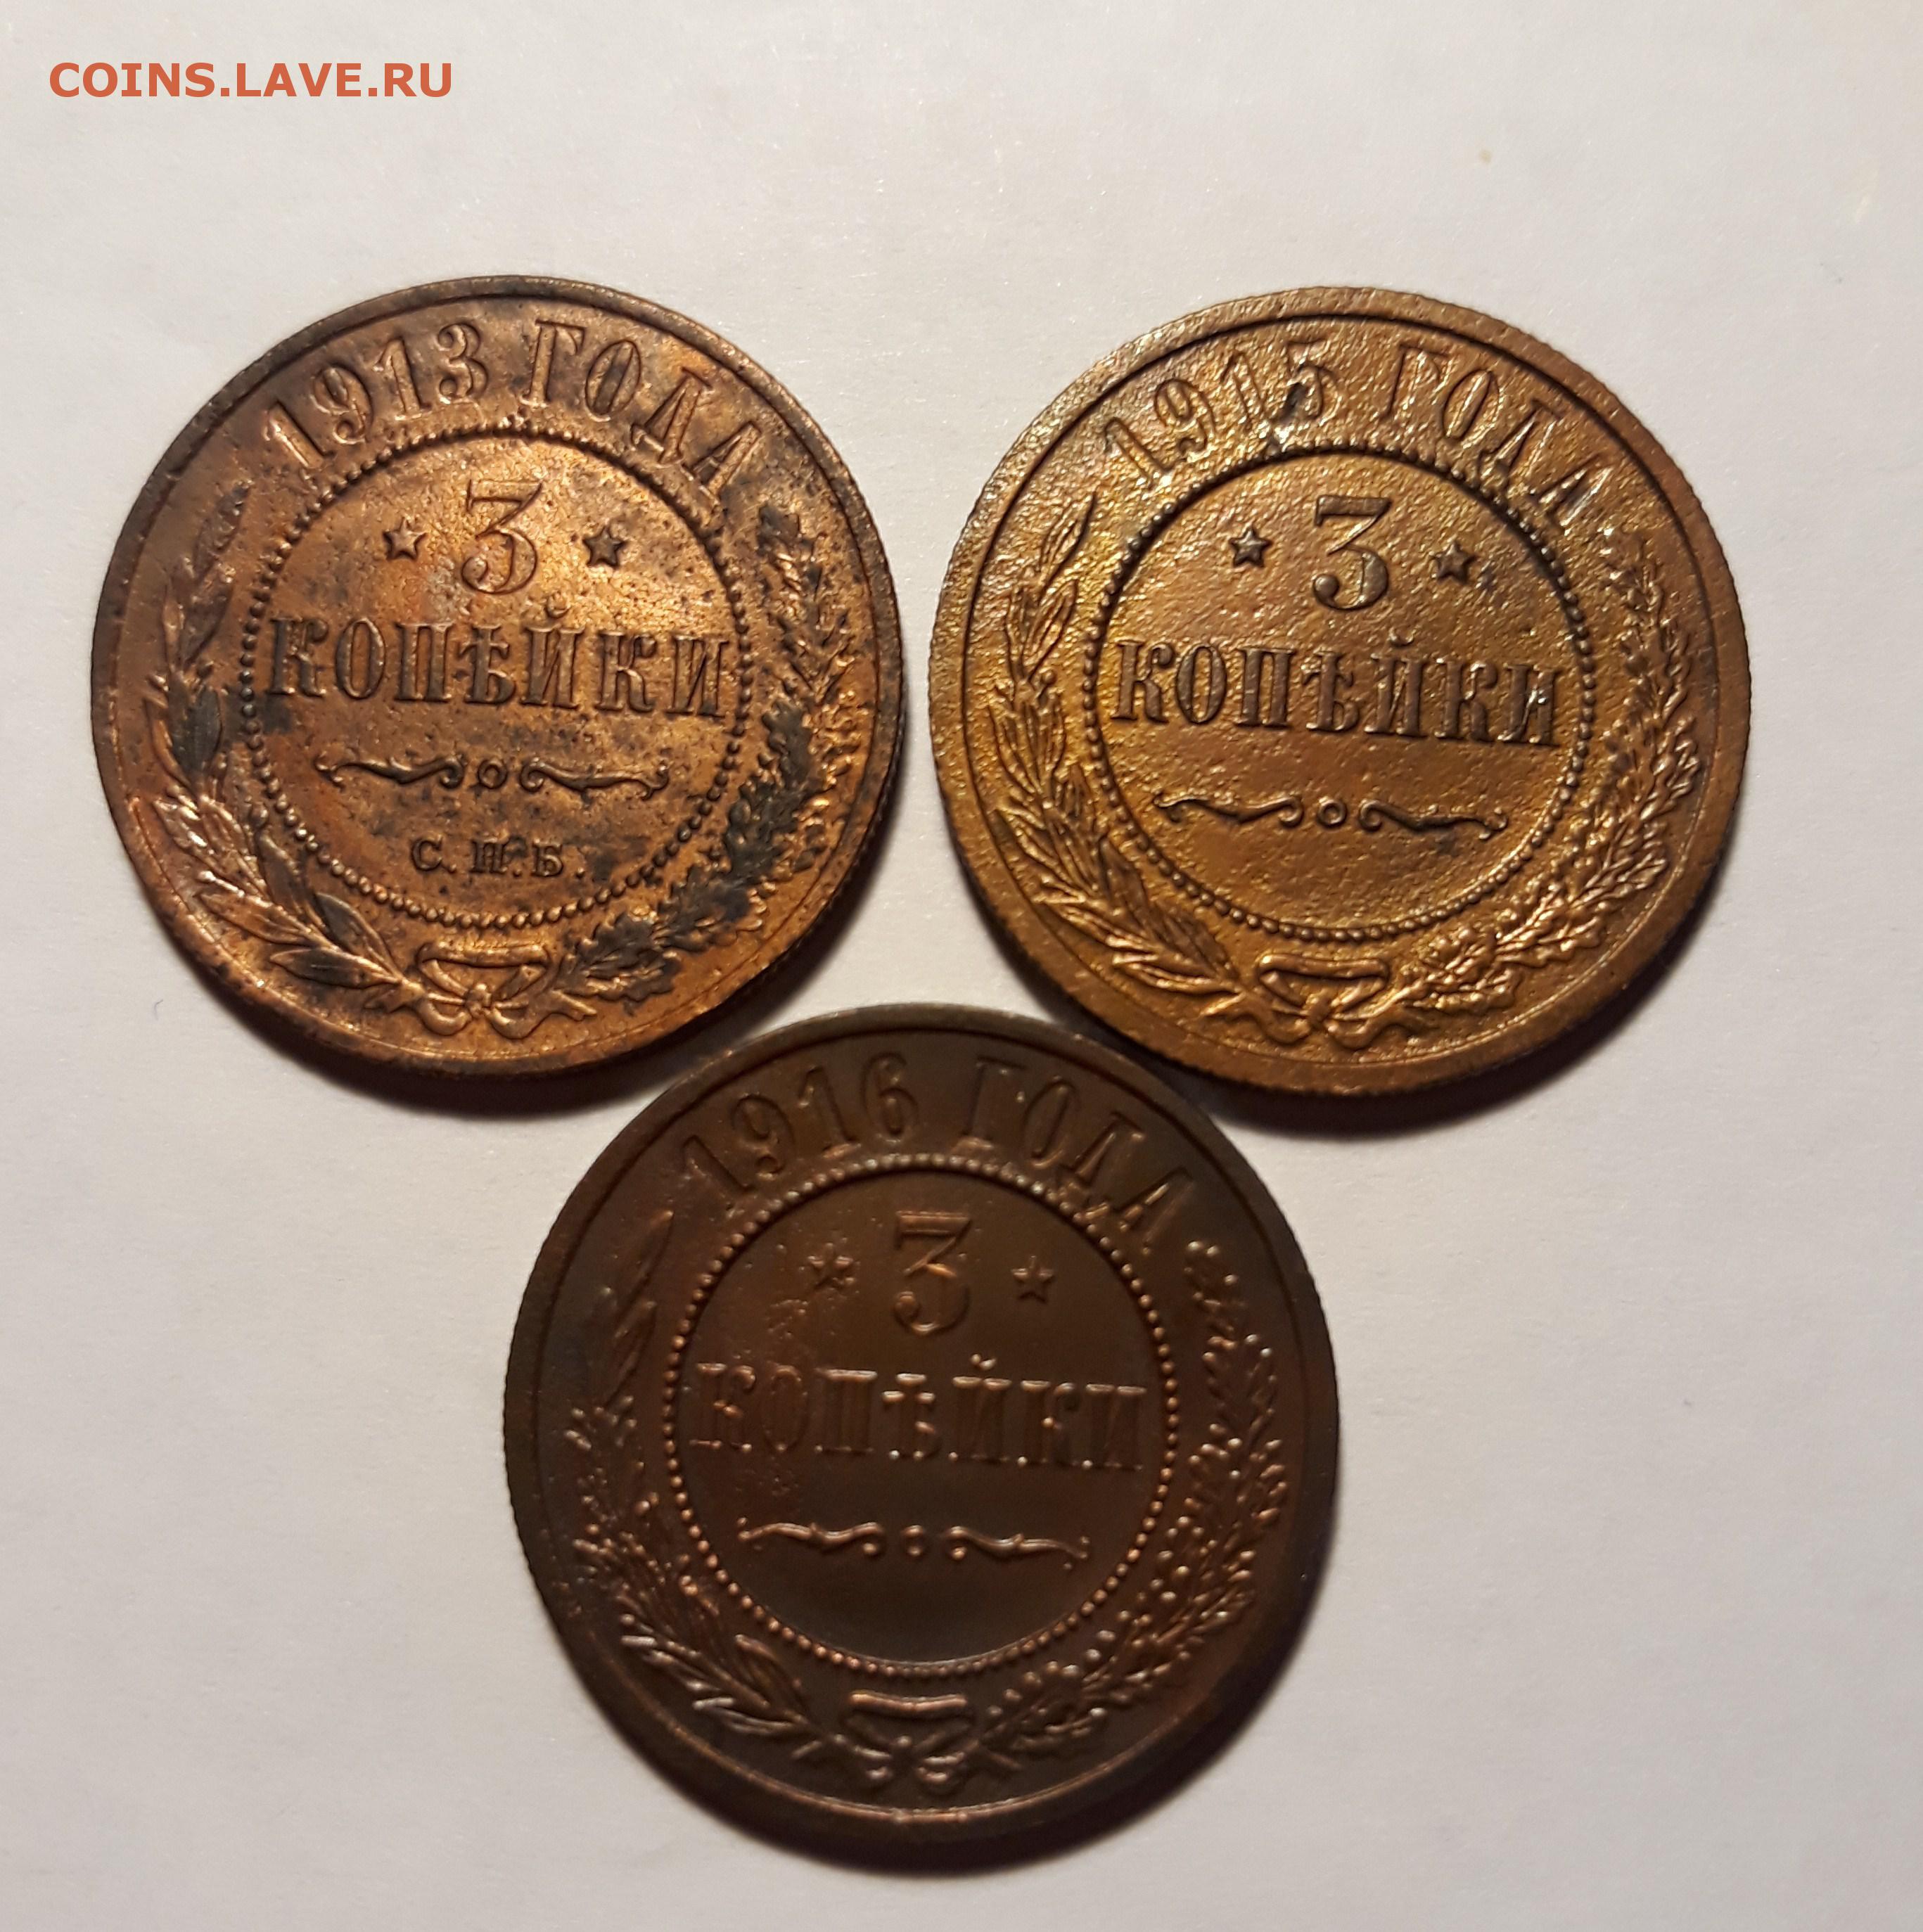 COINS.LAVE.RU
1913 ГОДА
3
КОПѢЙКИ
С.П.Б.
1915 ГОДА
3
КОПѢЙКИ
1916 ГОДА
3
КОПѢЙКИ